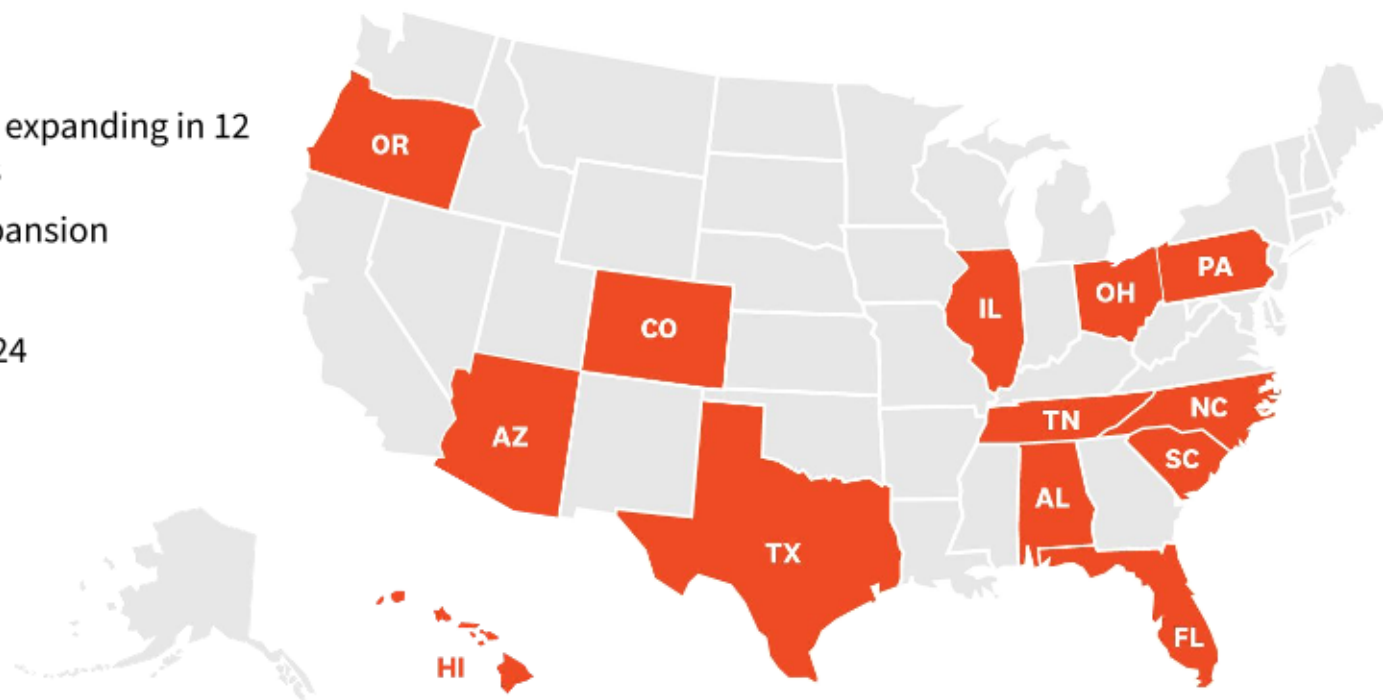 expanding in 12
s
pansion
24
OR
CO
AZ
TX
HI
IL
OH
PA
TN
NC
SC
AL
FL